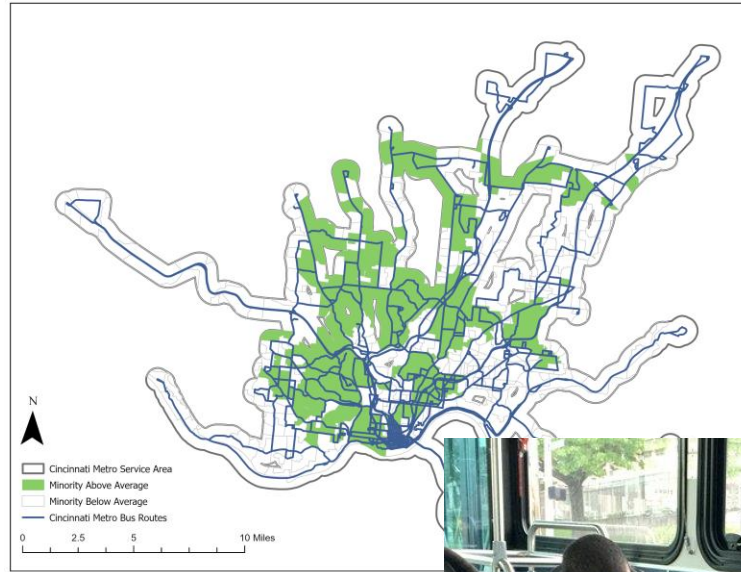 N
Cincinnati Metro Service Area
Minority Above Average
Minority Below Average
Cincinnati Metro Bus Routes
0 2.5 5 10 Miles